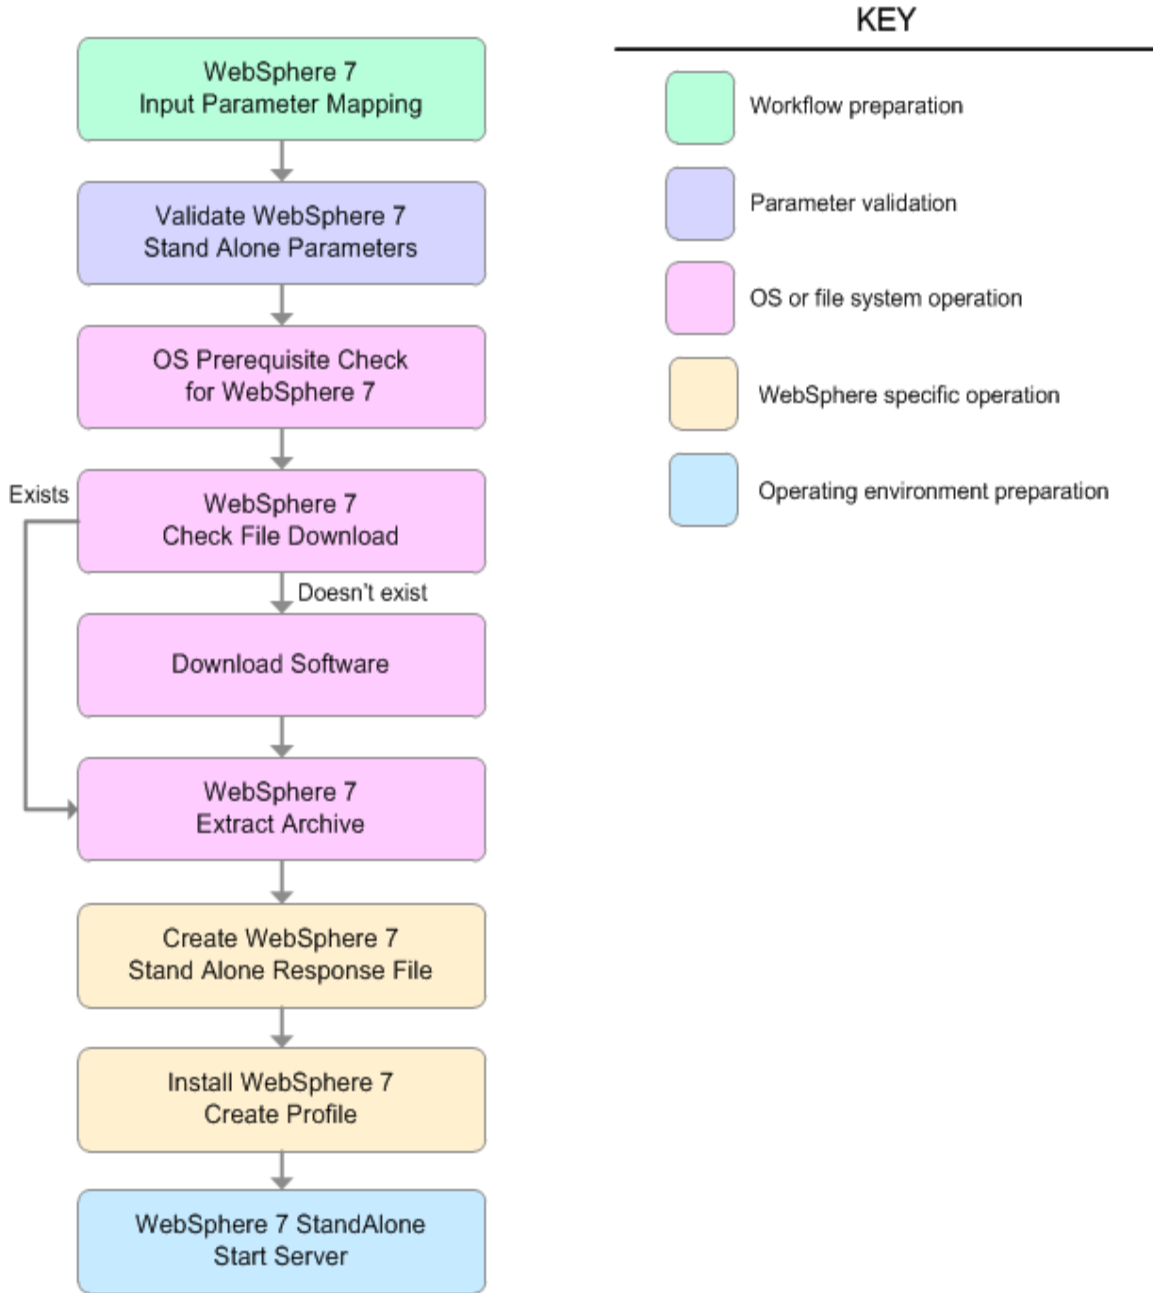 WebSphere 7
Input Parameter Mapping
Validate WebSphere 7
Stand Alone Parameters
OS Prerequisite Check
for WebSphere 7
Exists
WebSphere 7
Check File Download
Doesn't exist
Download Software
WebSphere 7
Extract Archive
Create WebSphere 7
Stand Alone Response File
Install WebSphere 7
Create Profile
WebSphere 7 StandAlone
Start Server
KEY
Workflow preparation
Parameter validation
OS or file system operation
WebSphere specific operation
Operating environment preparation